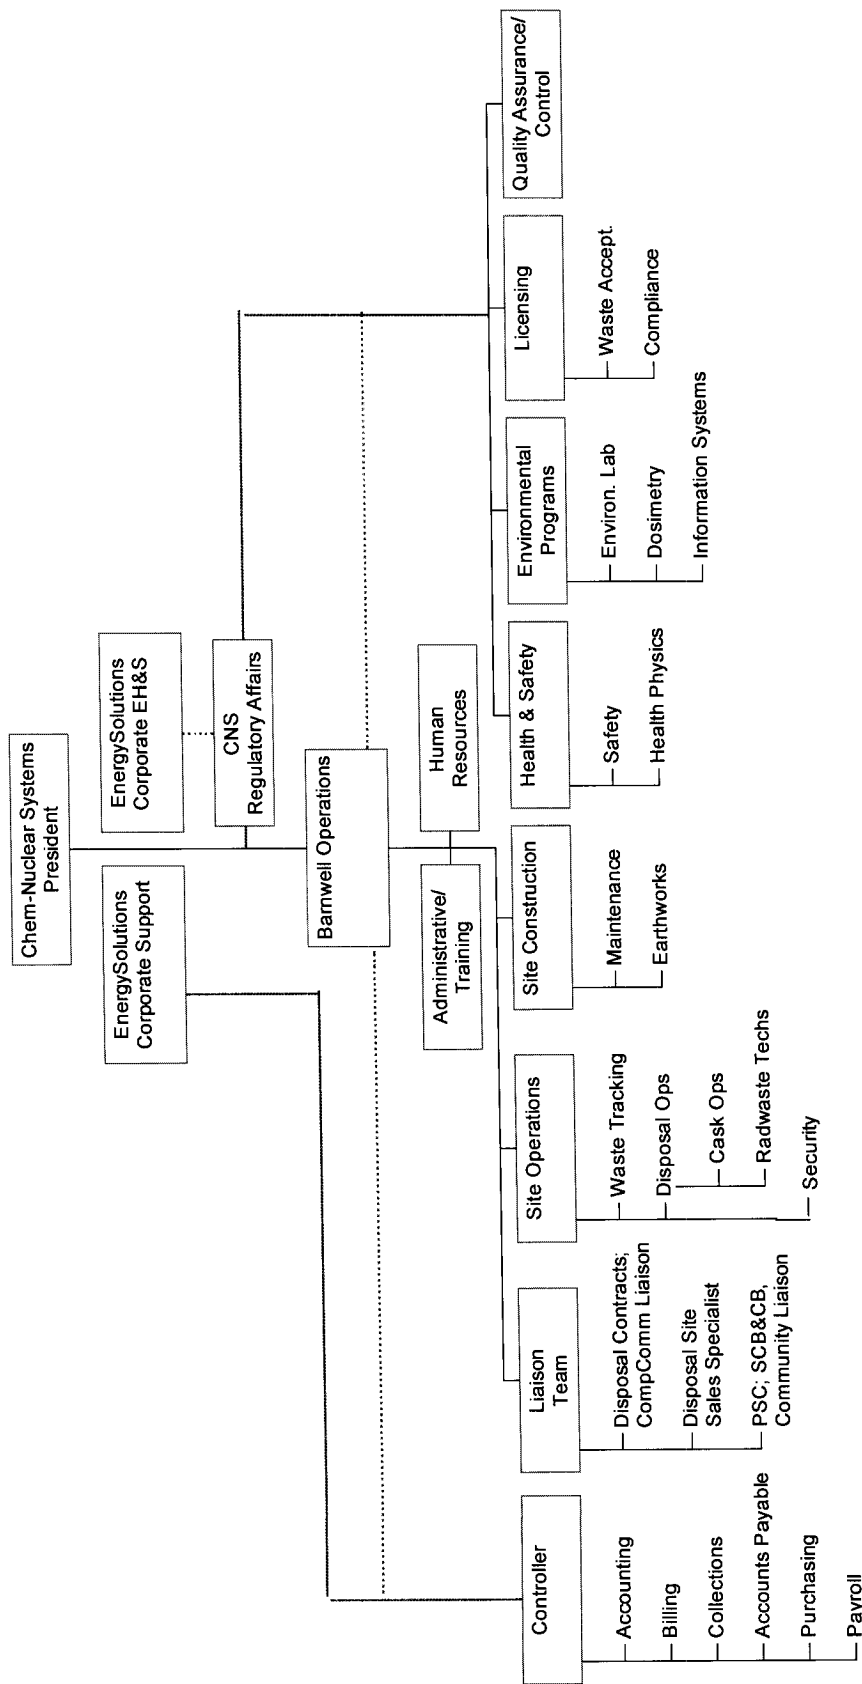 Chem-Nuclear Systems
President
EnergySolutions
Corporate Support
EnergySolutions
Corporate EH&S
CNS
Regulatory Affairs
Barnwell Operations
Administrative/
Training
Human
Resources
Controller
Accounting
Billing
Collections
Accounts Payable
Purchasing
Payroll
Liaison
Team
Disposal Contracts;
CompComm Liaison
Disposal Site
Sales Specialist
PSC; SCB&CB,
Community Liaison
Site Operations
Waste Tracking
Disposal Ops
Cask Ops
Radwaste Techs
Security
Site Construction
Maintenance
Earthworks
Health & Safety
Safety
Health Physics
Environmental
Programs
Environ. Lab
Dosimetry
Information Systems
Licensing
Waste Accept.
Compliance
Quality Assurance/
Control